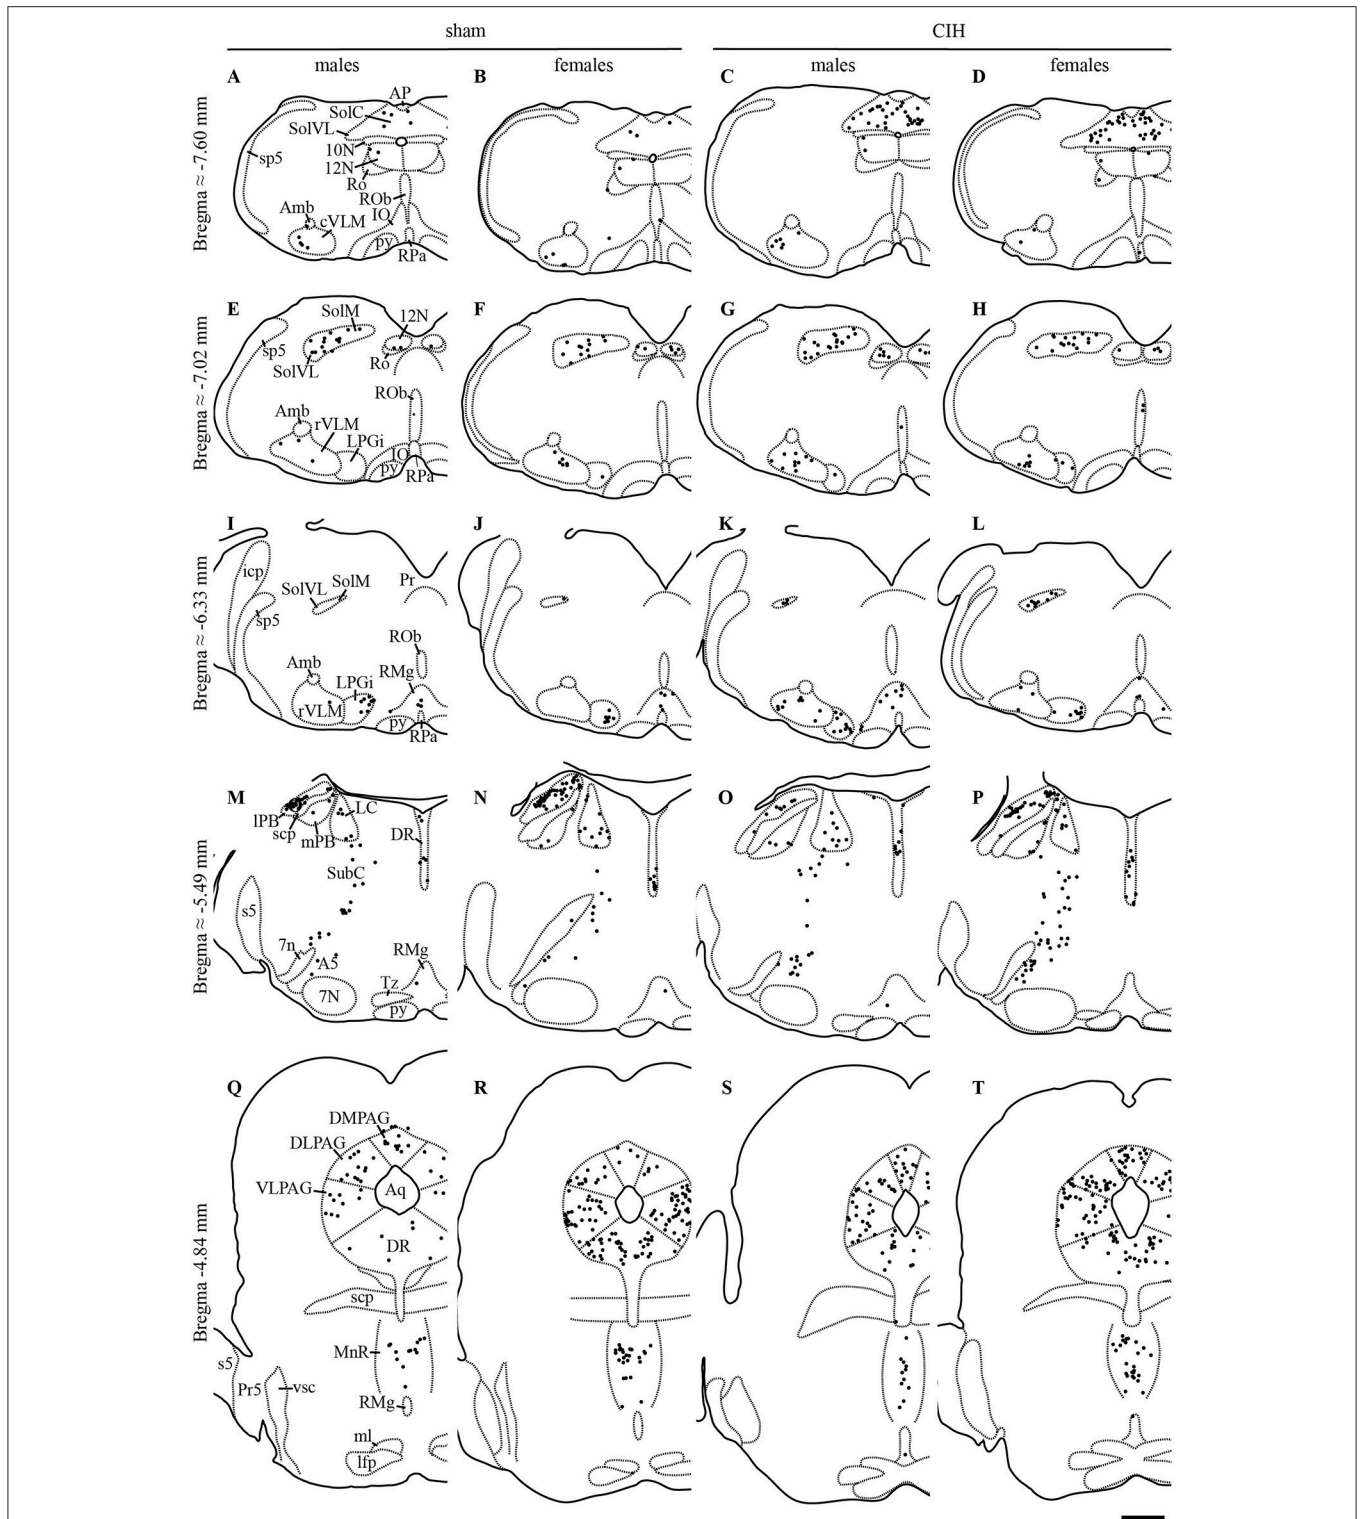 sham CIH
males females males females
Bregma ≈ -7.60 mm
A B C D
AP
SolC
SolVL
10N
sp5
12N
Ro
ROb
Amb
IO
cVLM
py
RPa
Bregma ≈ -7.02 mm
E F G H
SolM
12N
sp5
Ro
SolVL
ROb
Amb
rVLM
LPGi
IO
py
RPa
Bregma ≈ -6.33 mm
I J K L
icp
SolVL
SolM
Pr
sp5
ROb
Amb
RMg
LPGi
rVLM
py
RPa
Bregma ≈ -5.49 mm
M N O P
LC
lPB
scp
mPB
DR
SubC
s5
7n
RMg
A5
Tz
7N
py
Bregma -4.84 mm
Q R S T
DMPAG
DLPAG
VLPAG
Aq
DR
scp
MnR
s5
Pr5
vsc
RMg
ml
lfp